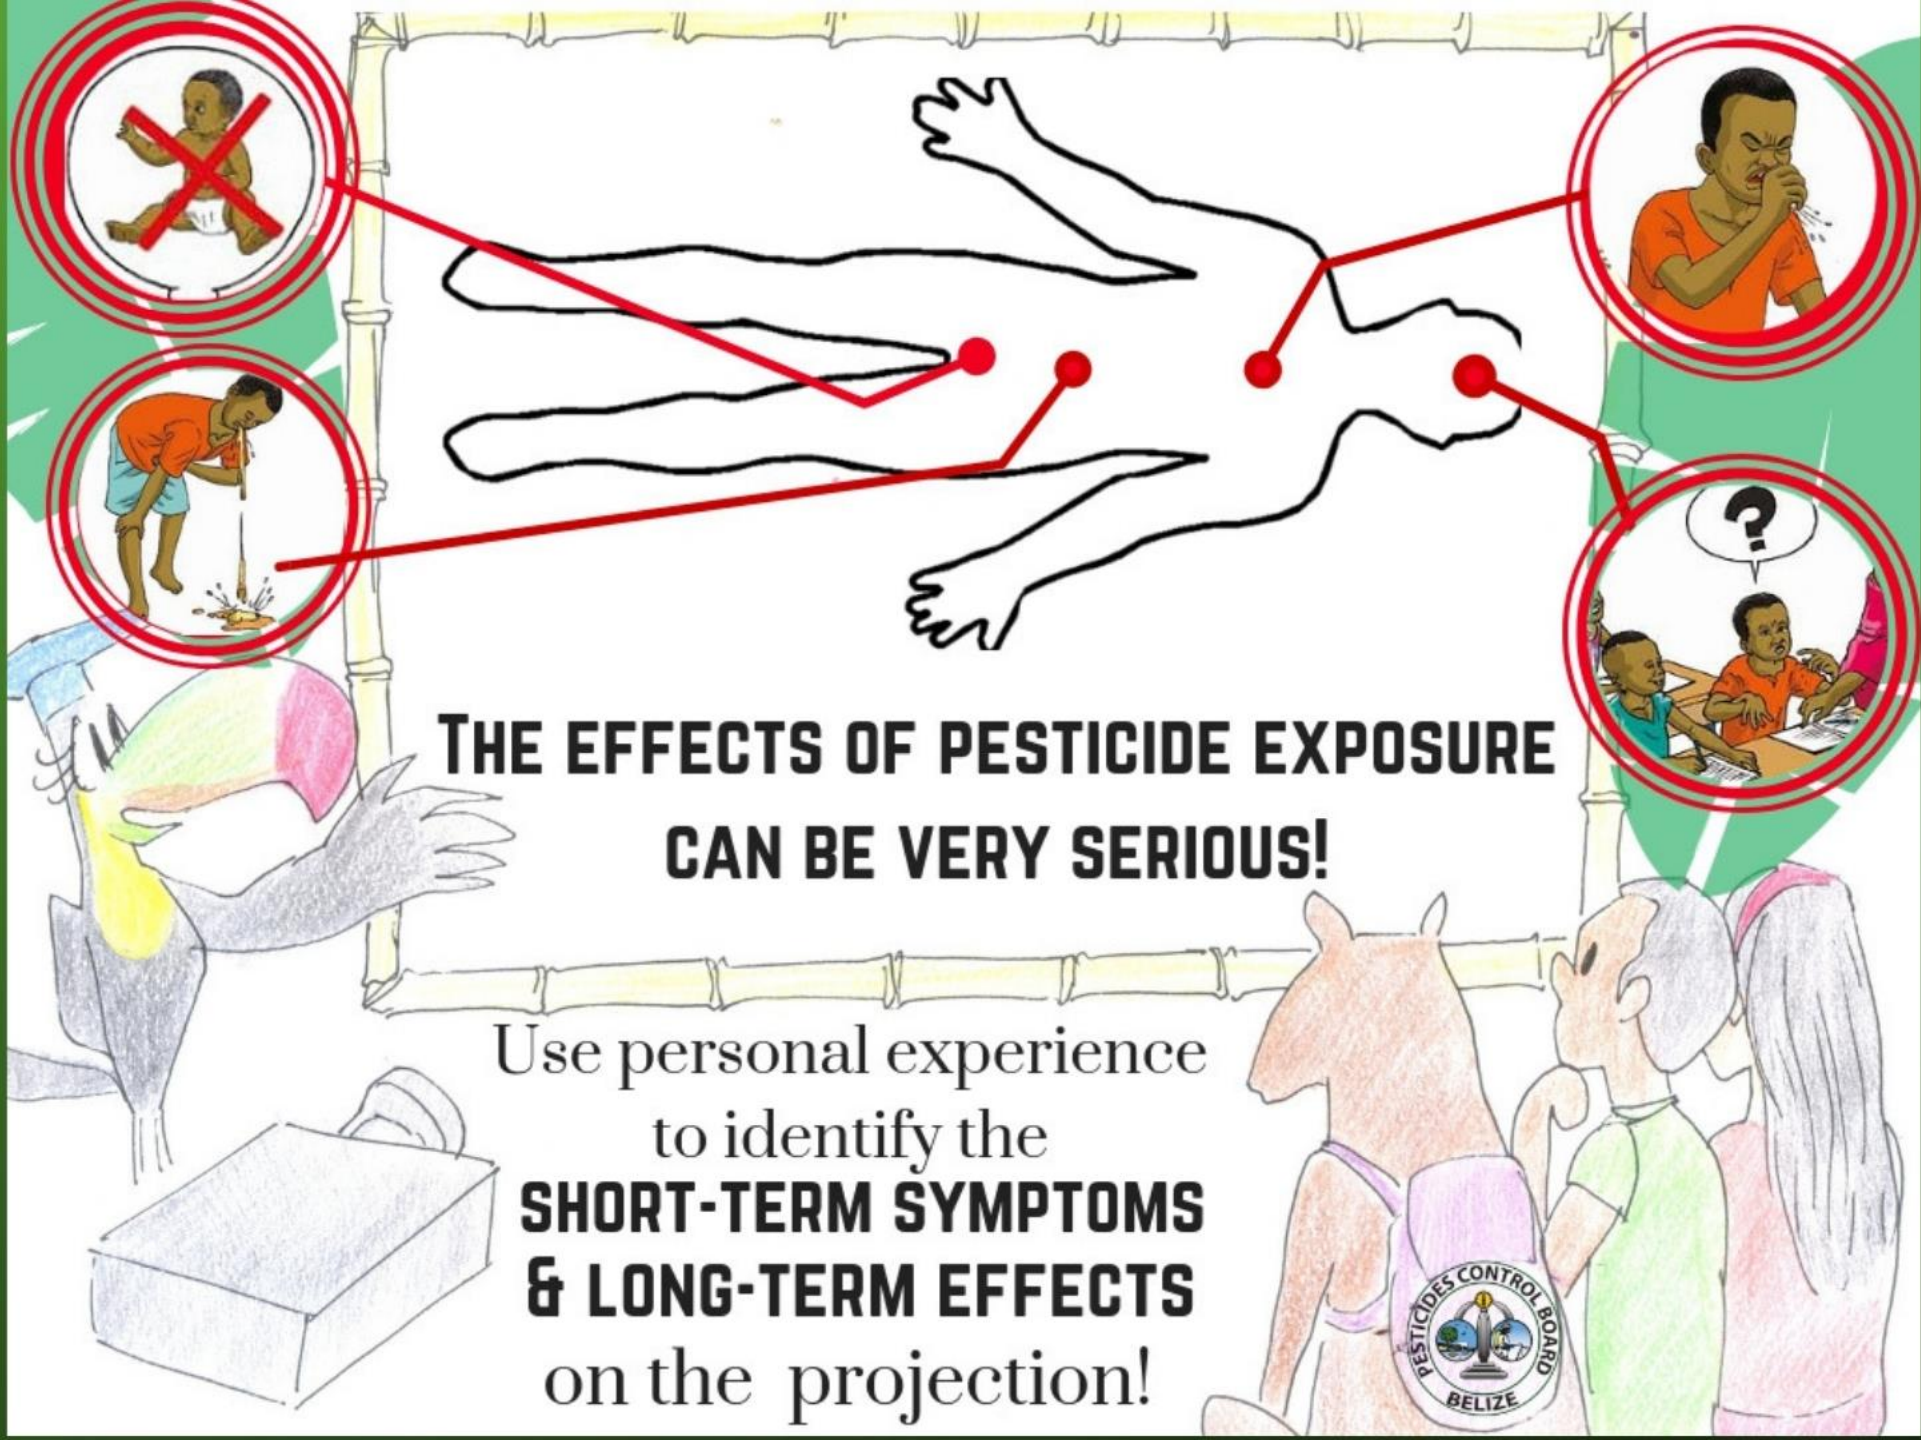 ?
THE EFFECTS OF PESTICIDE EXPOSURE
CAN BE VERY SERIOUS!
Use personal experience
to identify the
SHORT-TERM SYMPTOMS
& LONG-TERM EFFECTS
on the projection!
PESTICIDES CONTROL BOARD
BELIZE